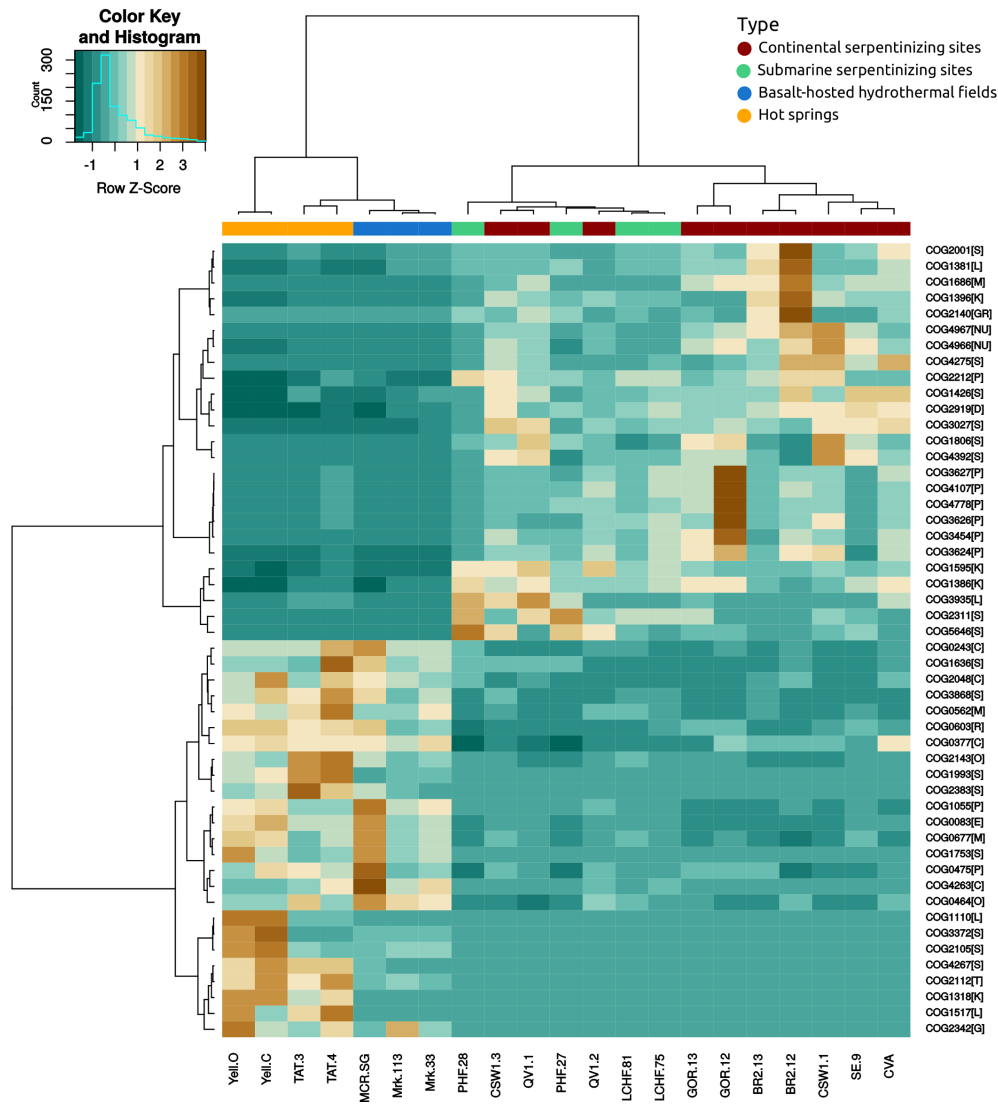 Color Key
and Histogram
Count
0
150
300
-1
1
2
3
Row Z-Score
Type
Continental serpentinizing sites
Submarine serpentinizing sites
Basalt-hosted hydrothermal fields
Hot springs
COG2001[S]
COG1381[L]
COG1686[M]
COG1396[K]
COG2140[GR]
COG4967[NU]
COG4966[NU]
COG4275[S]
COG2212[P]
COG1426[S]
COG2919[D]
COG3027[S]
COG1806[S]
COG4392[S]
COG3627[P]
COG4107[P]
COG4778[P]
COG3626[P]
COG3454[P]
COG3624[P]
COG1595[K]
COG1386[K]
COG3935[L]
COG2311[S]
COG5646[S]
COG0243[C]
COG1636[S]
COG2048[C]
COG3868[S]
COG0562[M]
COG0603[R]
COG0377[C]
COG2143[O]
COG1993[S]
COG2383[S]
COG1055[P]
COG0083[E]
COG0677[M]
COG1753[S]
COG0475[P]
COG4263[C]
COG0464[O]
COG1110[L]
COG3372[S]
COG2105[S]
COG4267[S]
COG2112[T]
COG1318[K]
COG1517[L]
COG2342[G]
Yell.O
Yell.C
TAT.3
TAT.4
MCR.SG
Mrk.113
Mrk.33
PHF.28
CSW1.3
QV1.1
PHF.27
QV1.2
LCHF.81
LCHF.75
GOR.13
GOR.12
BR2.13
BR2.12
CSW1.1
SE.9
CVA